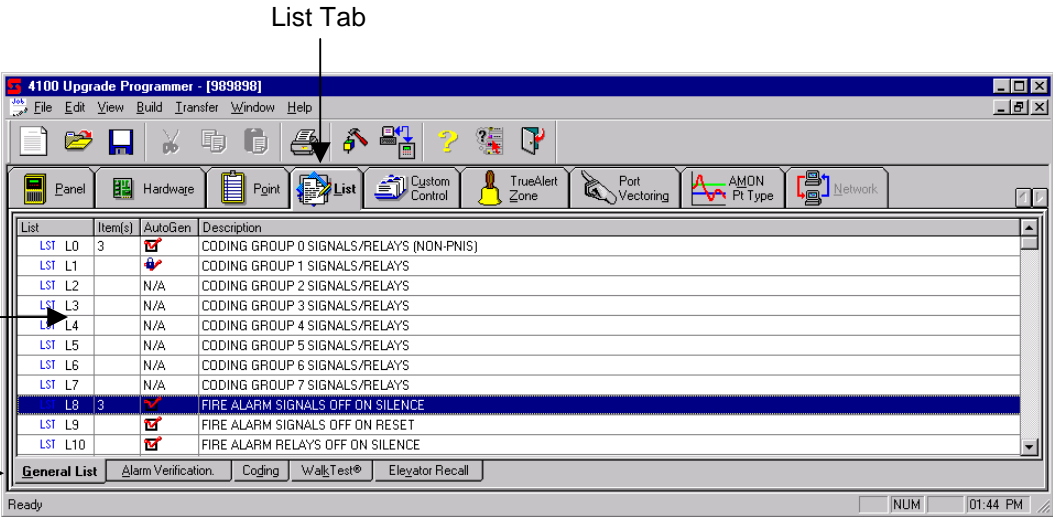 List Tab
4100 Upgrade Programmer - [989898]
Job File Edit View Build Transfer Window Help
Panel Hardware Point List Custom Control TrueAlert Zone Port Vectoring AMON Pt Type Network
List Item(s) AutoGen Description
LST L0 3 CODING GROUP 0 SIGNALS/RELAYS (NON-PNIS)
LST L1 CODING GROUP 1 SIGNALS/RELAYS
LST L2 N/A CODING GROUP 2 SIGNALS/RELAYS
LST L3 N/A CODING GROUP 3 SIGNALS/RELAYS
LST L4 N/A CODING GROUP 4 SIGNALS/RELAYS
LST L5 N/A CODING GROUP 5 SIGNALS/RELAYS
LST L6 N/A CODING GROUP 6 SIGNALS/RELAYS
LST L7 N/A CODING GROUP 7 SIGNALS/RELAYS
L8 3 FIRE ALARM SIGNALS OFF ON SILENCE
LST L9 FIRE ALARM SIGNALS OFF ON RESET
LST L10 FIRE ALARM RELAYS OFF ON SILENCE
General List Alarm Verification. Coding WalkTest® Elevator Recall
Ready NUM 01:44 PM